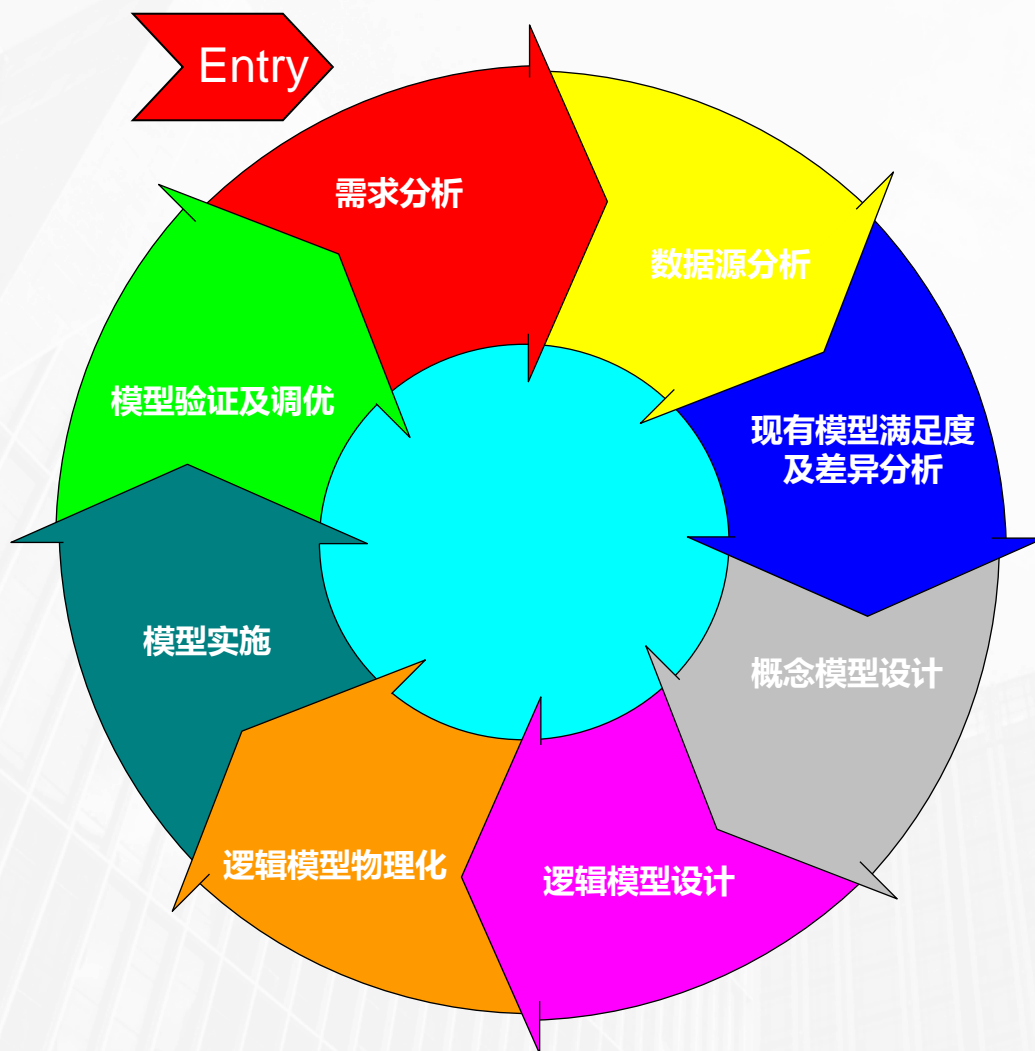 Entry
需求分析
数据源分析
现有模型满足度
及差异分析
概念模型设计
逻辑模型设计
逻辑模型物理化
模型实施
模型验证及调优